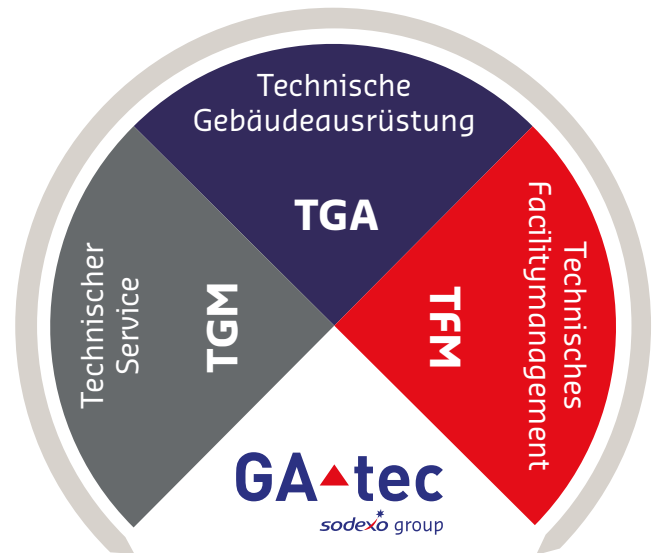 Technische
Gebäudeausrüstung
TGA
Technischer
Service
TGM
Technisches
Facilitymanagement
TFM
GA tec
sodexo group